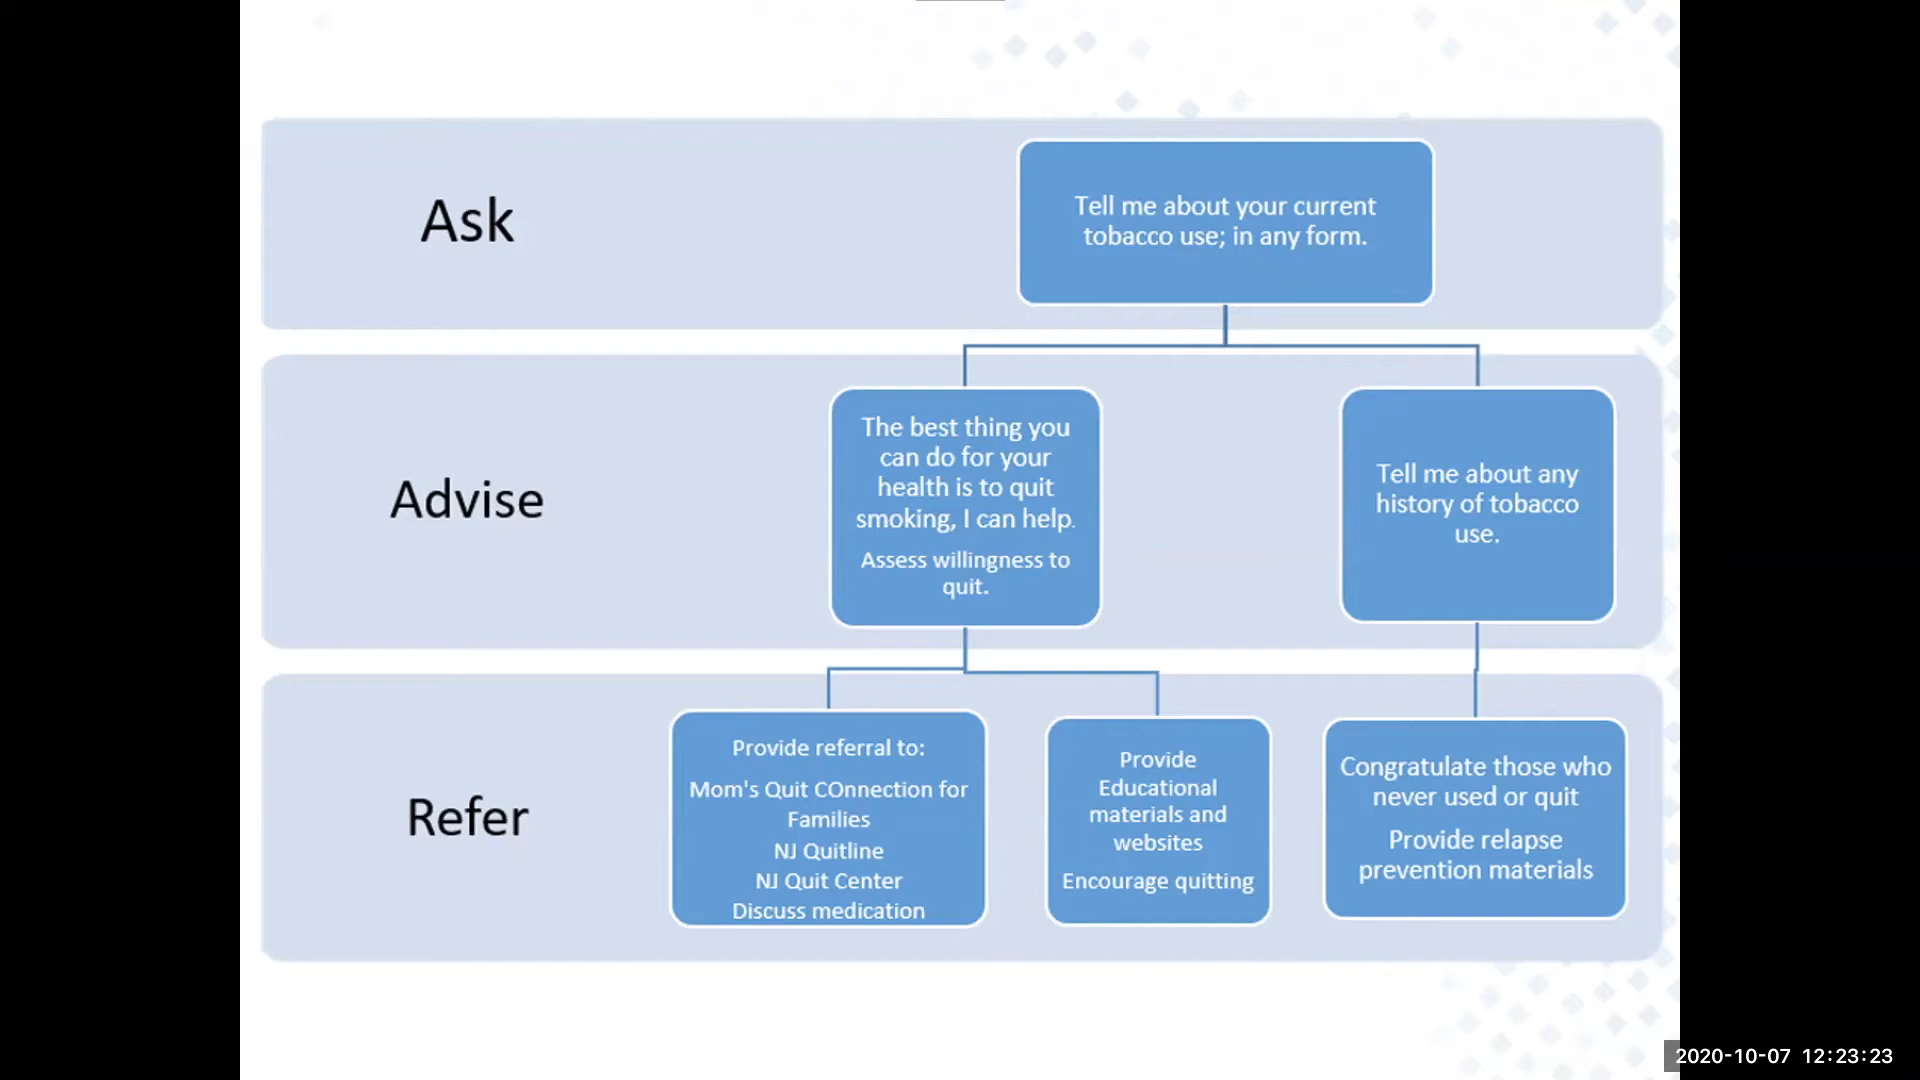 Ask
Tell me about your current
tobacco use; in any form.
Advise
The best thing you
can do for your
health is to quit
smoking, I can help.
Assess willingness to
quit.
Tell me about any
history of tobacco
use.
Refer
Provide referral to:
Mom's Quit COnnection for
Families
NJ Quitline
NJ Quit Center
Discuss medication
Provide
Educational
materials and
websites
Encourage quitting
Congratulate those who
never used or quit
Provide relapse
prevention materials
2020-10-07 12:23:23